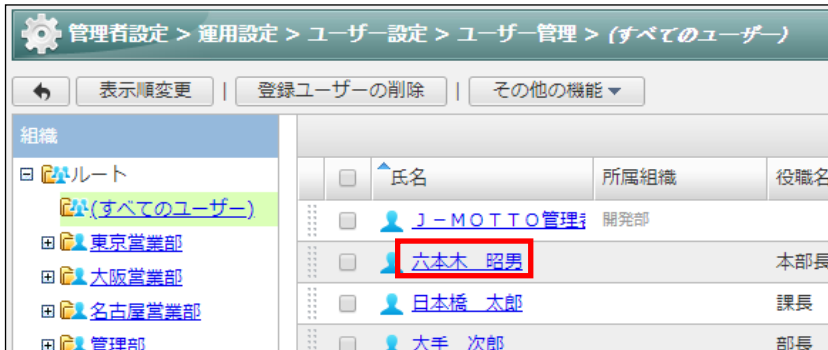 管理者設定 > 運用設定 > ユーザー設定 > ユーザー管理 > (すべてのユーザー)
表示順変更 | 登録ユーザーの削除 | その他の機能▼
組織
ルート
(すべてのユーザー)
東京営業部
大阪営業部
名古屋営業部
管理部
氏名 所属組織 役職名
J－MOTTO管理者 開発部
六本木　昭男 本部長
日本橋　太郎 課長
大手　次郎 部長